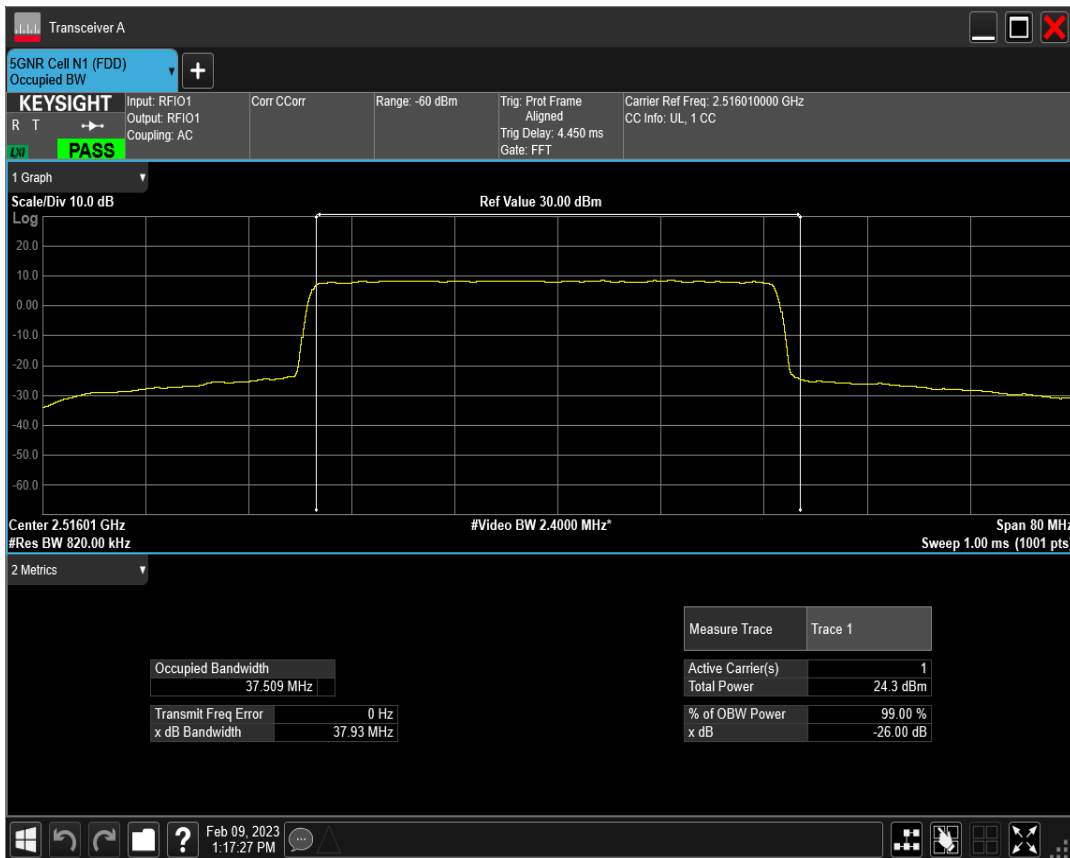 Transceiver A
5GNR Cell N1 (FDD)
Occupied BW
+
KEYSIGHT
R T
LXI
PASS
Input: RFIO1
Output: RFIO1
Coupling: AC
Corr CCorr
Range: -60 dBm
Trig: Prot Frame
Aligned
Trig Delay: 4.450 ms
Gate: FFT
Carrier Ref Freq: 2.516010000 GHz
CC Info: UL, 1 CC
1 Graph
Scale/Div 10.0 dB
Ref Value 30.00 dBm
Log
20.0
10.0
0.00
-10.0
-20.0
-30.0
-40.0
-50.0
-60.0
Center 2.51601 GHz
#Video BW 2.4000 MHz*
Span 80 MHz
#Res BW 820.00 kHz
Sweep 1.00 ms (1001 pts)
2 Metrics
Measure Trace Trace 1
Occupied Bandwidth
37.509 MHz
Active Carrier(s) 1
Total Power 24.3 dBm
Transmit Freq Error 0 Hz
x dB Bandwidth 37.93 MHz
% of OBW Power 99.00 %
x dB -26.00 dB
?
Feb 09, 2023
1:17:27 PM